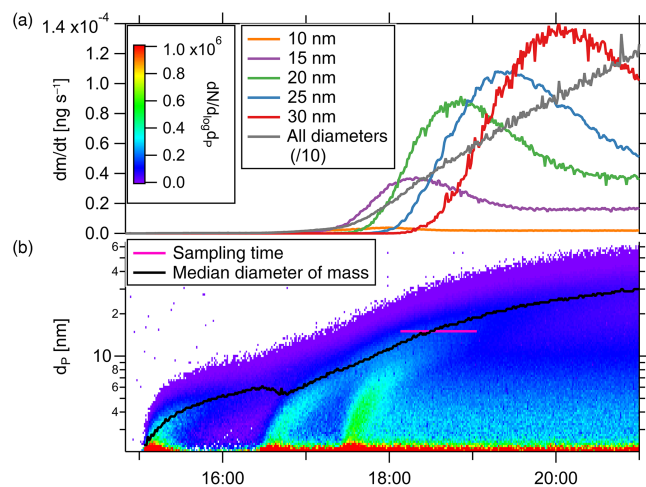 (a)
1.4 x10⁻⁴
1.2
1.0
0.8
0.6
0.4
0.2
0.0
dm/dt [ng s⁻¹]
1.0 x10⁶
0.8
0.6
0.4
0.2
0.0
dN/dlogdP
10 nm
15 nm
20 nm
25 nm
30 nm
All diameters
(/10)
(b)
Sampling time
Median diameter of mass
6
4
2
10
8
6
4
dP [nm]
16:00
18:00
20:00